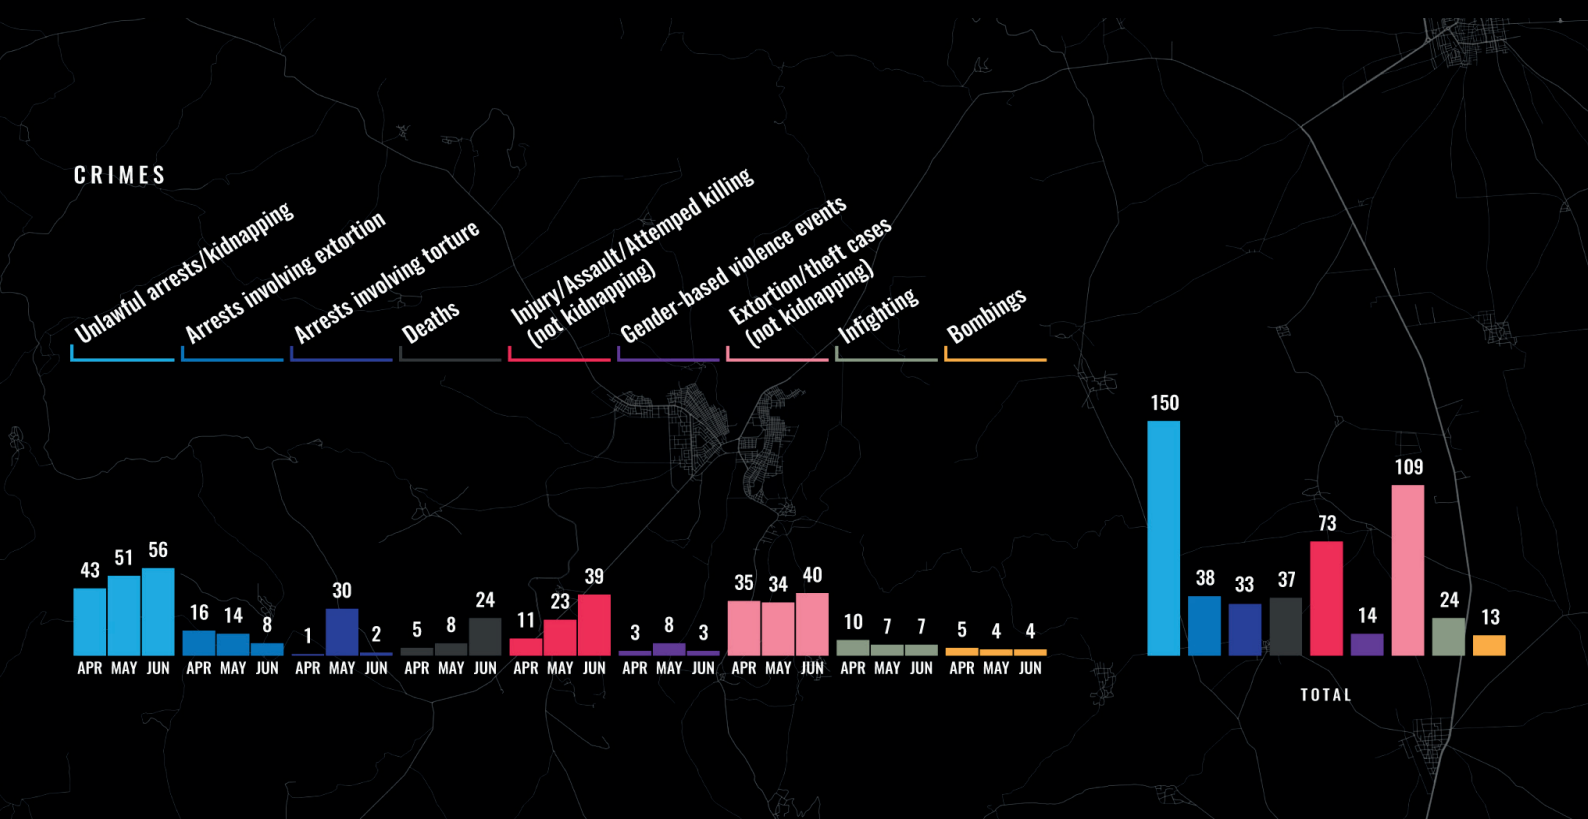 CRIMES
Unlawful arrests/kidnapping
Arrests involving extortion
Arrests involving torture
Deaths
Injury/Assault/Attemped killing
(not kidnapping)
Gender-based violence events
Extortion/theft cases
(not kidnapping)
Infighting
Bombings
43 51 56
16 14 8
1 30 2
5 8 24
11 23 39
3 8 3
35 34 40
10 7 7
5 4 4
APR MAY JUN APR MAY JUN APR MAY JUN APR MAY JUN APR MAY JUN APR MAY JUN APR MAY JUN APR MAY JUN APR MAY JUN
150 38 33 37 73 14 109 24 13
TOTAL